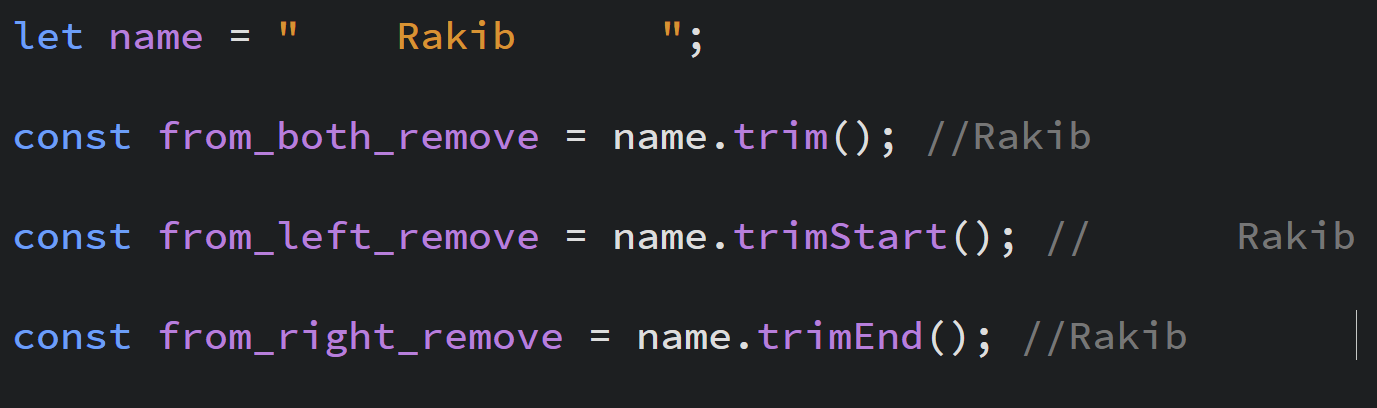 let name = "    Rakib      ";
const from_both_remove = name.trim(); //Rakib
const from_left_remove = name.trimStart(); //      Rakib
const from_right_remove = name.trimEnd(); //Rakib